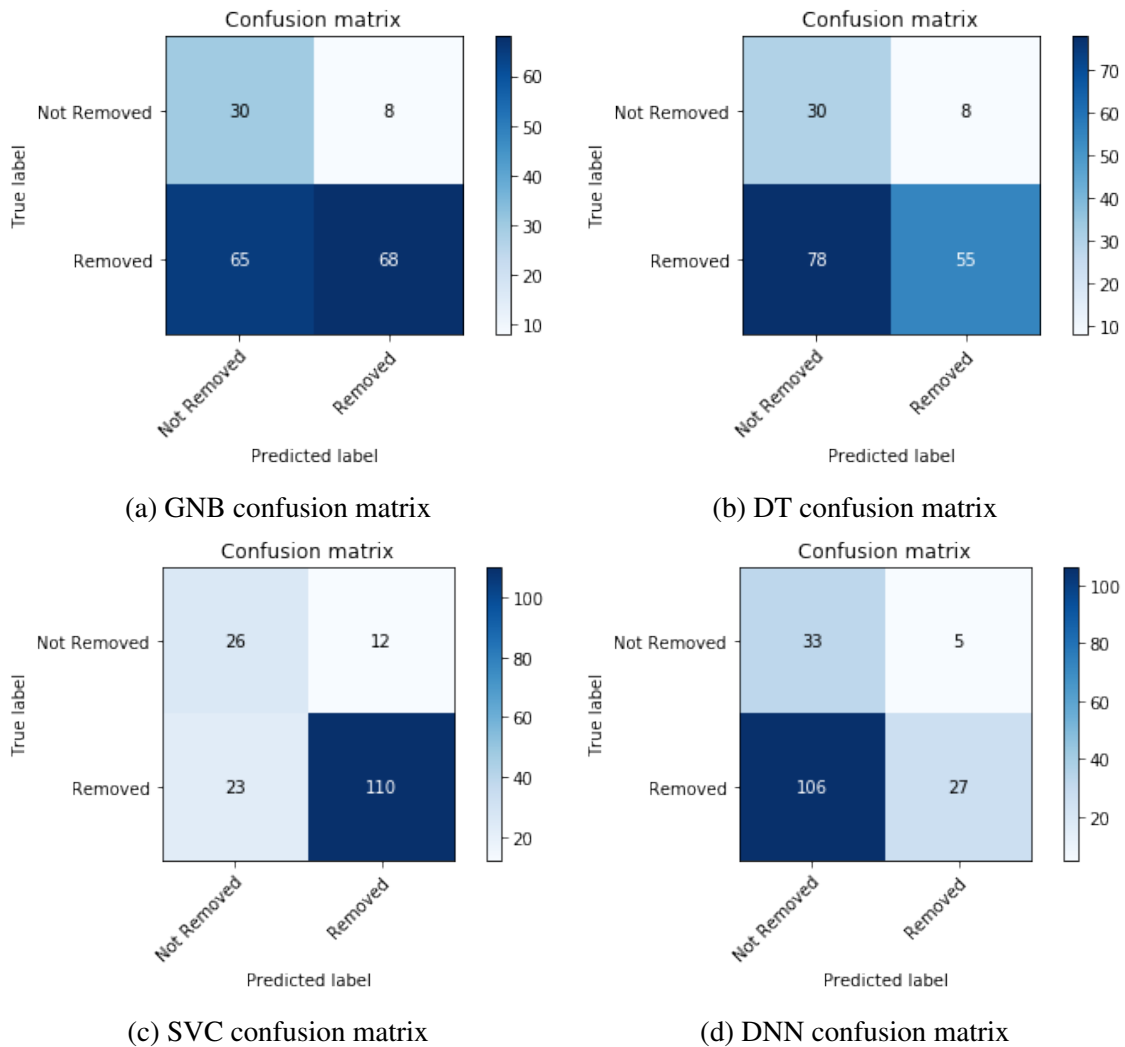 Confusion matrix
Not Removed
30
8
Removed
65
68
True label
Not Removed
Removed
Predicted label
60
50
40
30
20
10
(a) GNB confusion matrix
Confusion matrix
Not Removed
30
8
Removed
78
55
True label
Not Removed
Removed
Predicted label
70
60
50
40
30
20
10
(b) DT confusion matrix
Confusion matrix
Not Removed
26
12
Removed
23
110
True label
Not Removed
Removed
Predicted label
100
80
60
40
20
(c) SVC confusion matrix
Confusion matrix
Not Removed
33
5
Removed
106
27
True label
Not Removed
Removed
Predicted label
100
80
60
40
20
(d) DNN confusion matrix